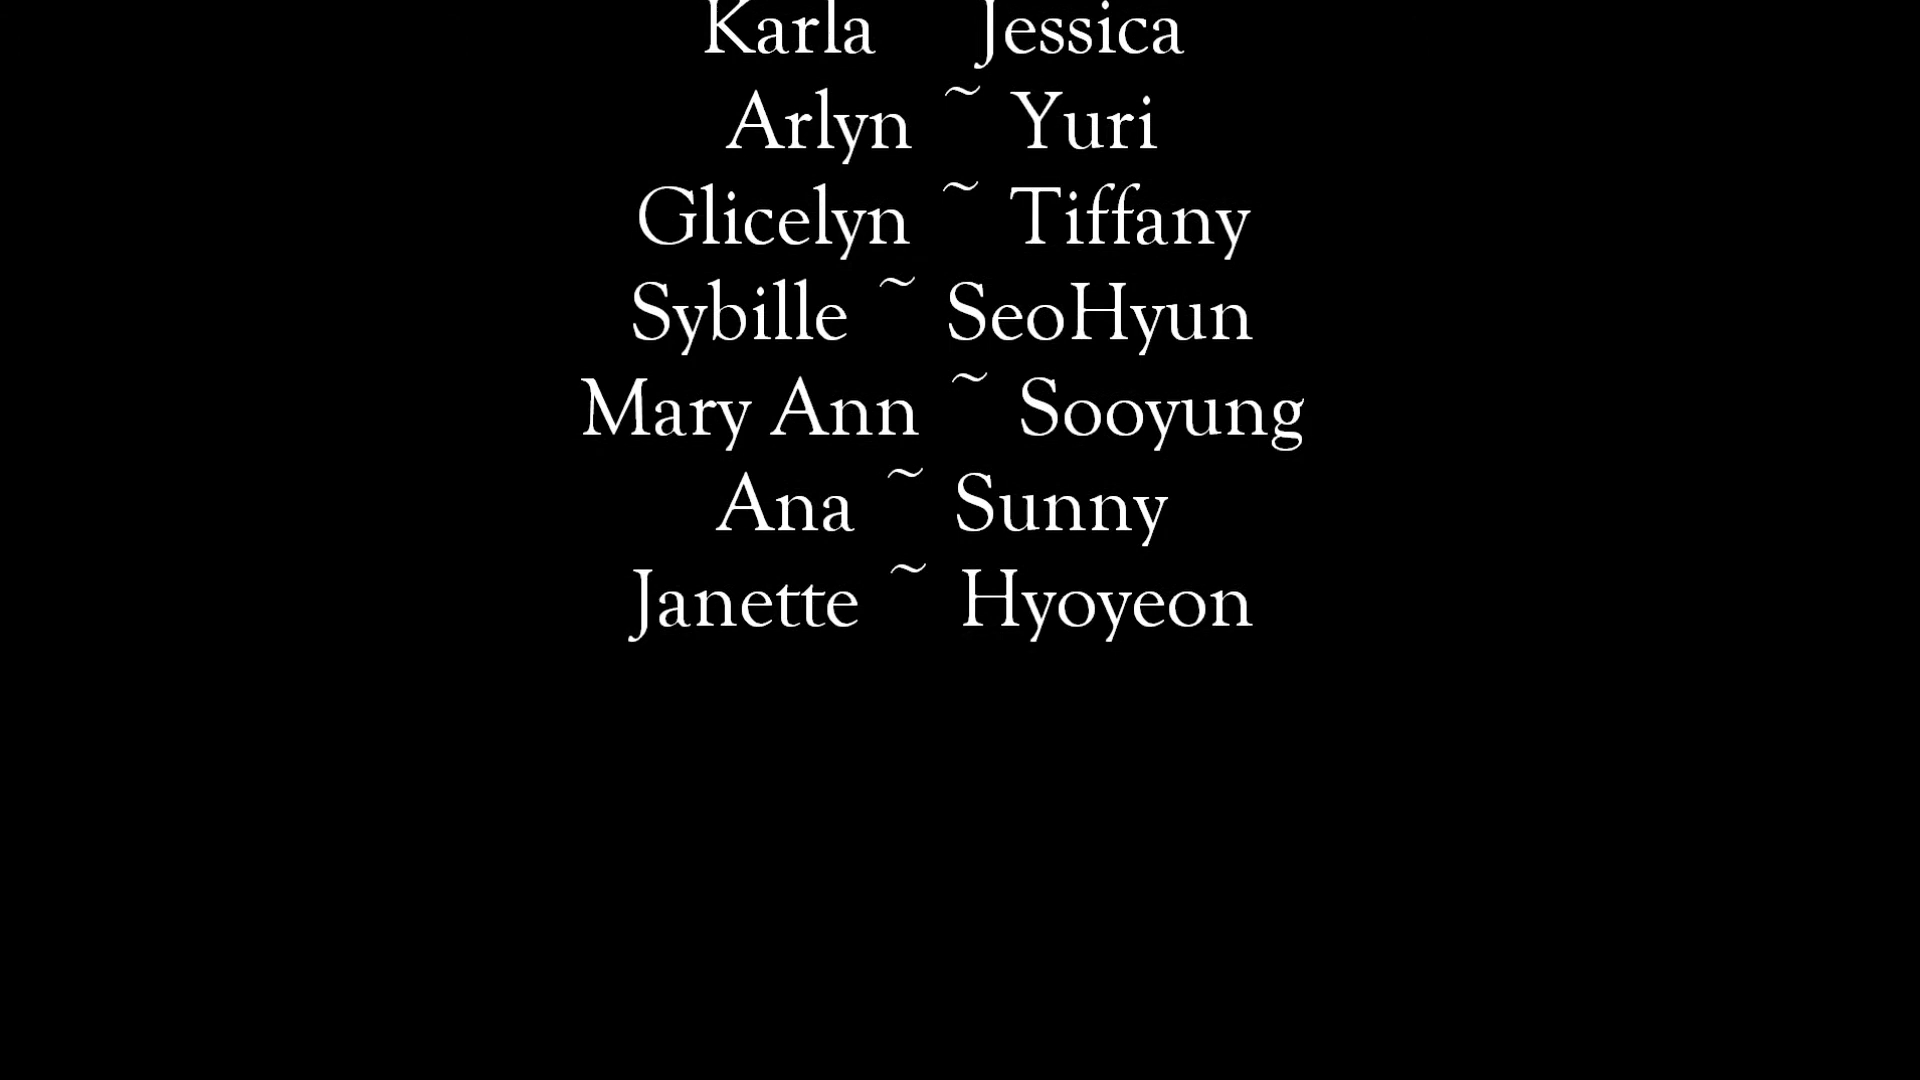 Karla Jessica
Arlyn ~ Yuri
Glicelyn ~ Tiffany
Sybille ~ SeoHyun
Mary Ann ~ Sooyung
Ana ~ Sunny
Janette ~ Hyoyeon